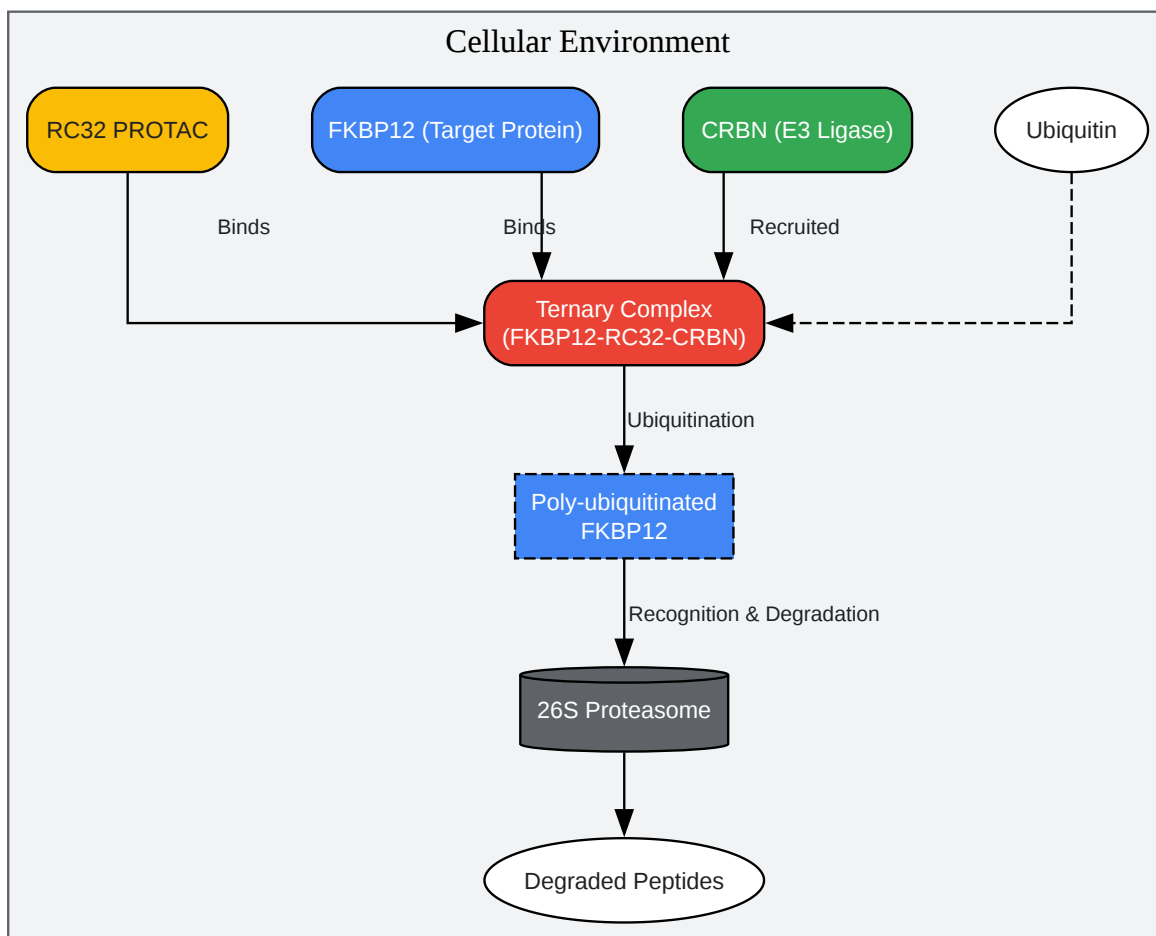 Cellular Environment
RC32 PROTAC
FKBP12 (Target Protein)
CRBN (E3 Ligase)
Ubiquitin
Binds
Binds
Recruited
Ternary Complex
(FKBP12-RC32-CRBN)
Ubiquitination
Poly-ubiquitinated
FKBP12
Recognition & Degradation
26S Proteasome
Degraded Peptides